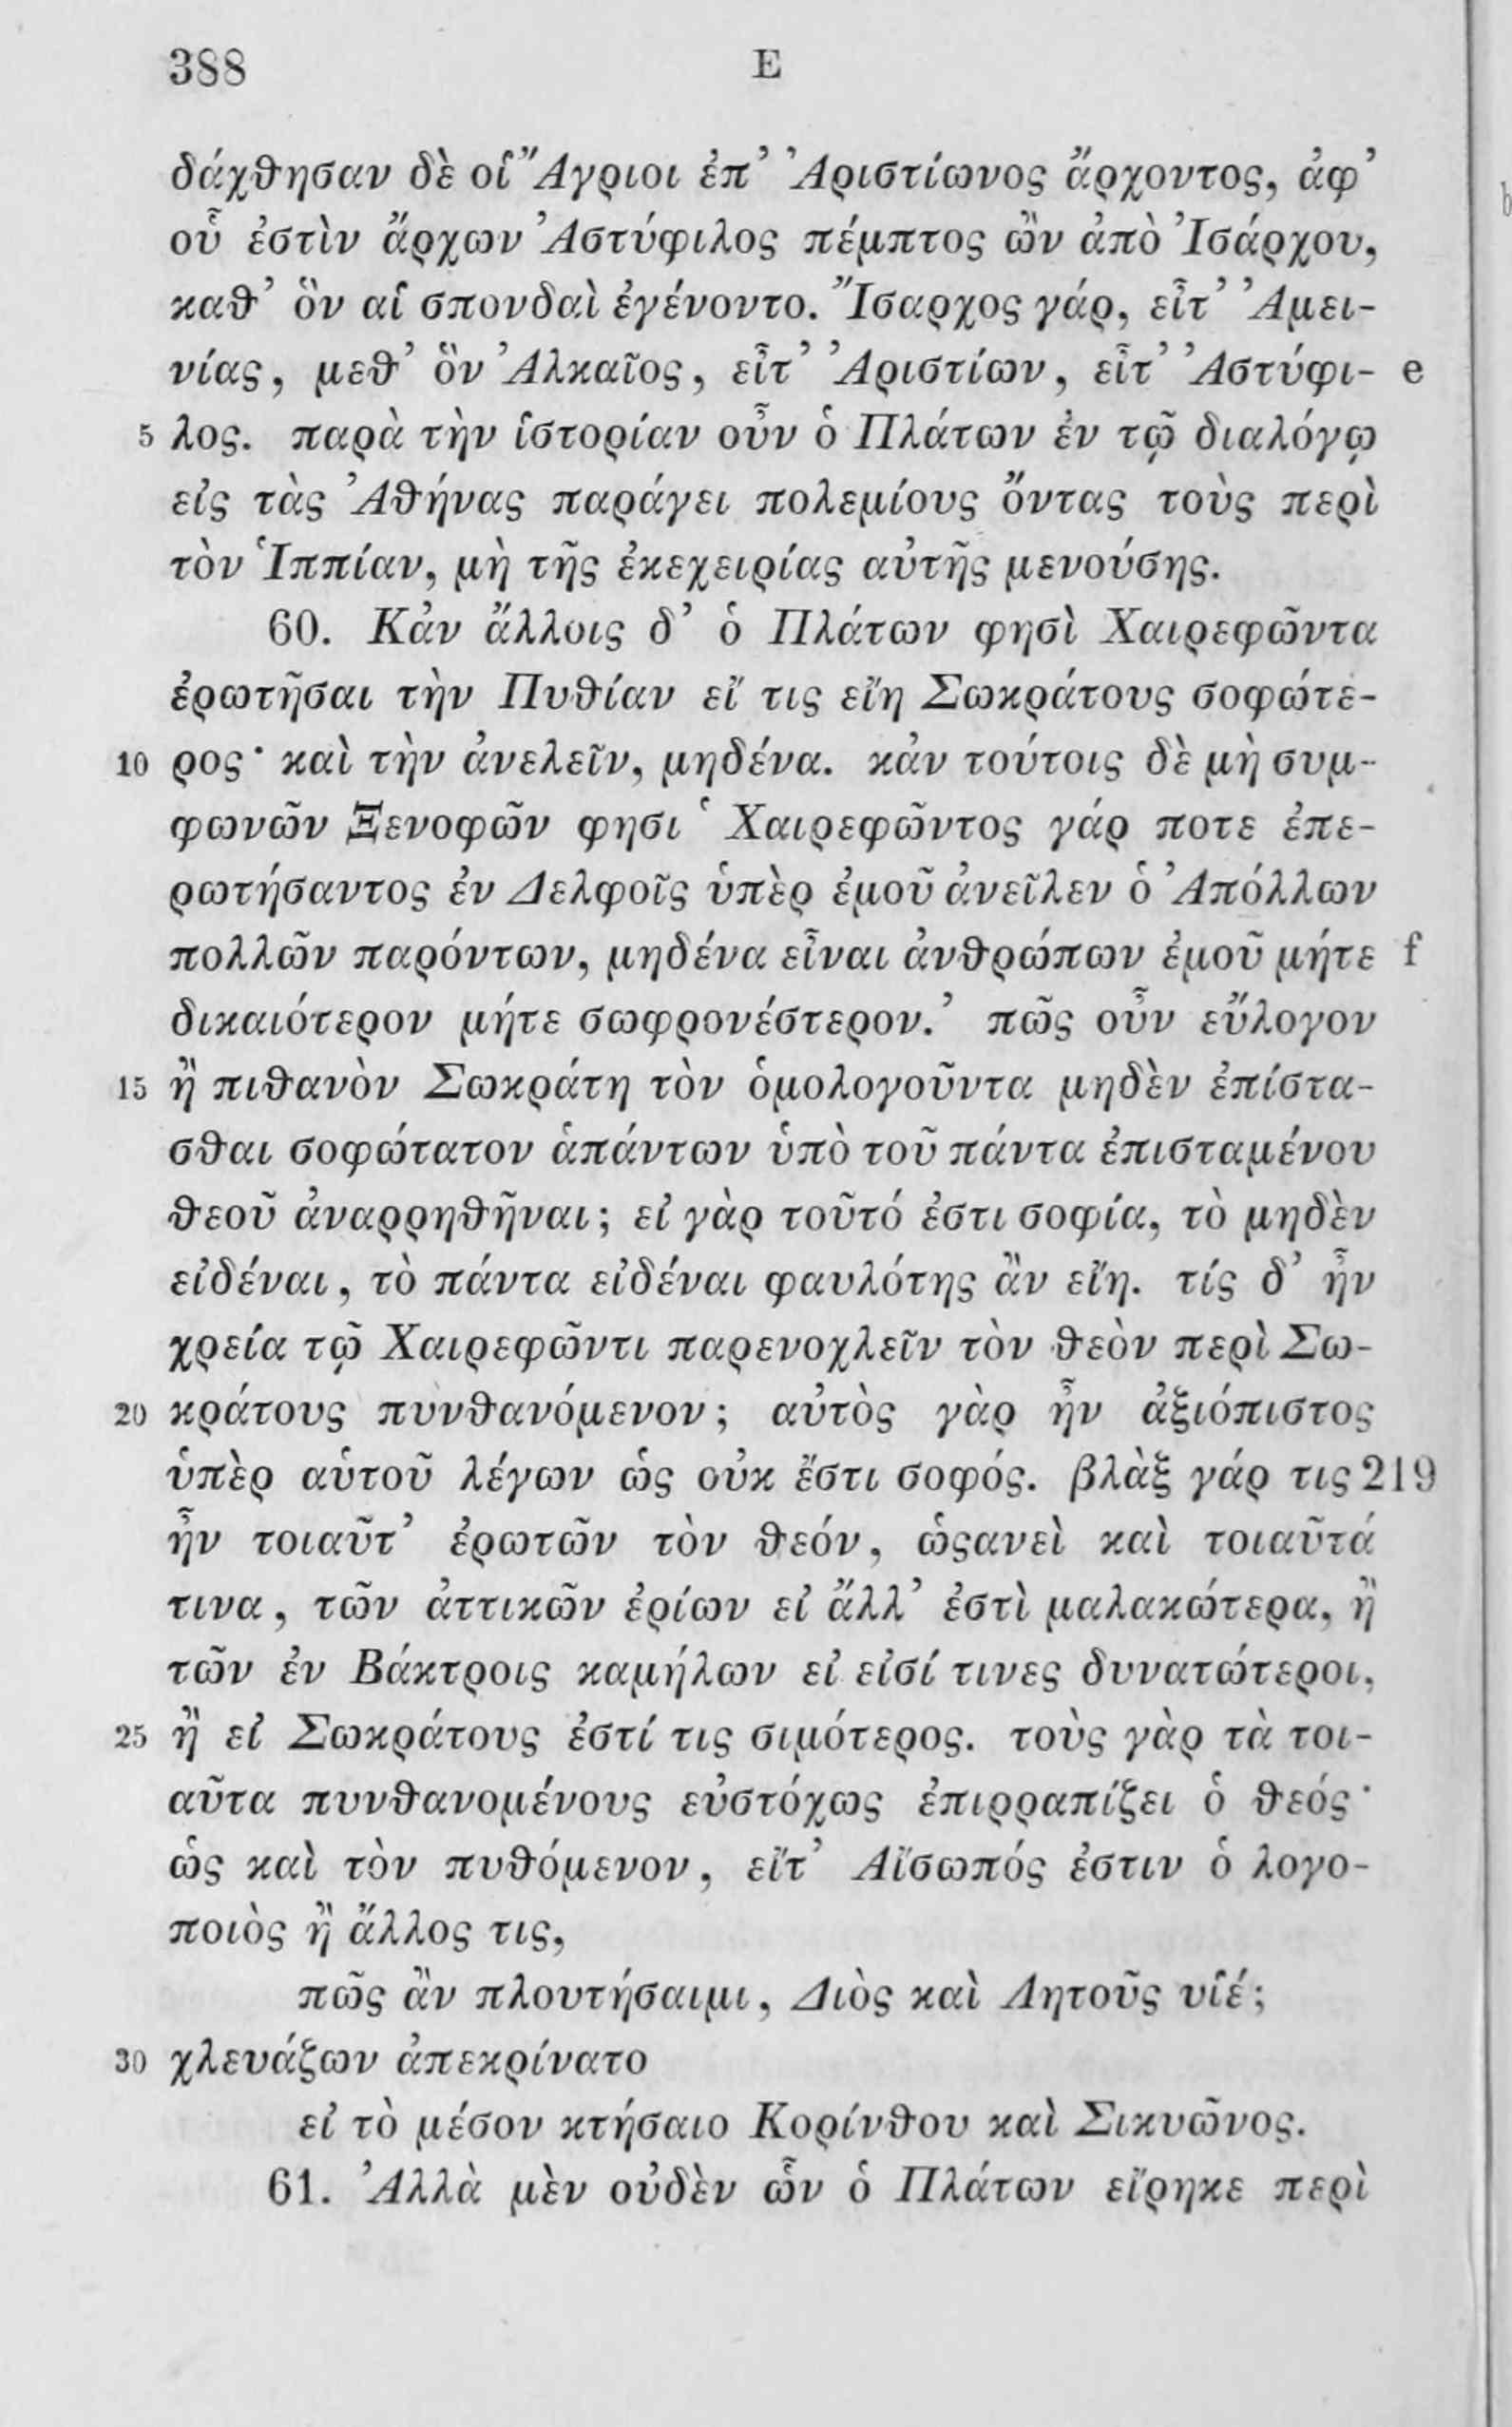 388 E
δάχθησαν δὲ οἱ Ἄγριοι ἐπ’ Ἀριστίωνος ἄρχοντος, ἀφ’
οὗ ἐστὶν ἄρχων Ἀστύφιλος πέμπτος ὢν ἀπὸ Ἰσάρχου,
καθ’ ὃν αἱ σπονδαὶ ἐγένοντο. Ἴσαρχος γάρ, εἶτ’ Ἀμει-
νίας, μεθ’ ὃν Ἀλκαῖος, εἶτ’ Ἀριστίων, εἶτ’ Ἀστύφι- e
5 λος. παρὰ τὴν ἱστορίαν οὖν ὁ Πλάτων ἐν τῷ διαλόγῳ
εἰς τὰς Ἀθήνας παράγει πολεμίους ὄντας τοὺς περὶ
τὸν Ἱππίαν, μὴ τῆς ἐκεχειρίας αὐτῆς μενούσης.
60. Κἀν ἄλλοις δ’ ὁ Πλάτων φησὶ Χαιρεφῶντα
ἐρωτῆσαι τὴν Πυθίαν εἴ τις εἴη Σωκράτους σοφώτε-
10 ρος· καὶ τὴν ἀνελεῖν, μηδένα. κἀν τούτοις δὲ μὴ συμ-
φωνῶν Ξενοφῶν φησι ‘Χαιρεφῶντος γάρ ποτε ἐπε-
ρωτήσαντος ἐν Δελφοῖς ὑπὲρ ἐμοῦ ἀνεῖλεν ὁ Ἀπόλλων
πολλῶν παρόντων, μηδένα εἶναι ἀνθρώπων ἐμοῦ μήτε f
δικαιότερον μήτε σωφρονέστερον.’ πῶς οὖν εὔλογον
15 ἢ πιθανὸν Σωκράτη τὸν ὁμολογοῦντα μηδὲν ἐπίστα-
σθαι σοφώτατον ἁπάντων ὑπὸ τοῦ πάντα ἐπισταμένου
θεοῦ ἀναρρηθῆναι; εἰ γὰρ τοῦτό ἐστι σοφία, τὸ μηδὲν
εἰδέναι, τὸ πάντα εἰδέναι φαυλότης ἂν εἴη. τίς δ’ ἦν
χρεία τῷ Χαιρεφῶντι παρενοχλεῖν τὸν θεὸν περὶ Σω-
20 κράτους πυνθανόμενον; αὐτὸς γὰρ ἦν ἀξιόπιστος
ὑπὲρ αὑτοῦ λέγων ὡς οὐκ ἔστι σοφός. βλὰξ γάρ τις 219
ἦν τοιαῦτ’ ἐρωτῶν τὸν θεόν, ὡςανεὶ καὶ τοιαῦτά
τινα, τῶν ἀττικῶν ἐρίων εἰ ἄλλ’ ἐστὶ μαλακώτερα, ἢ
τῶν ἐν Βάκτροις καμήλων εἰ εἰσί τινες δυνατώτεροι,
25 ἢ εἰ Σωκράτους ἐστί τις σιμότερος. τοὺς γὰρ τὰ τοι-
αῦτα πυνθανομένους εὐστόχως ἐπιρραπίζει ὁ θεός·
ὡς καὶ τὸν πυθόμενον, εἴτ’ Αἴσωπός ἐστιν ὁ λογο-
ποιὸς ἢ ἄλλος τις,
πῶς ἂν πλουτήσαιμι, Διὸς καὶ Λητοῦς υἱέ;
30 χλευάζων ἀπεκρίνατο
εἰ τὸ μέσον κτήσαιο Κορίνθου καὶ Σικυῶνος.
61. Ἀλλὰ μὲν οὐδὲν ὧν ὁ Πλάτων εἴρηκε περὶ